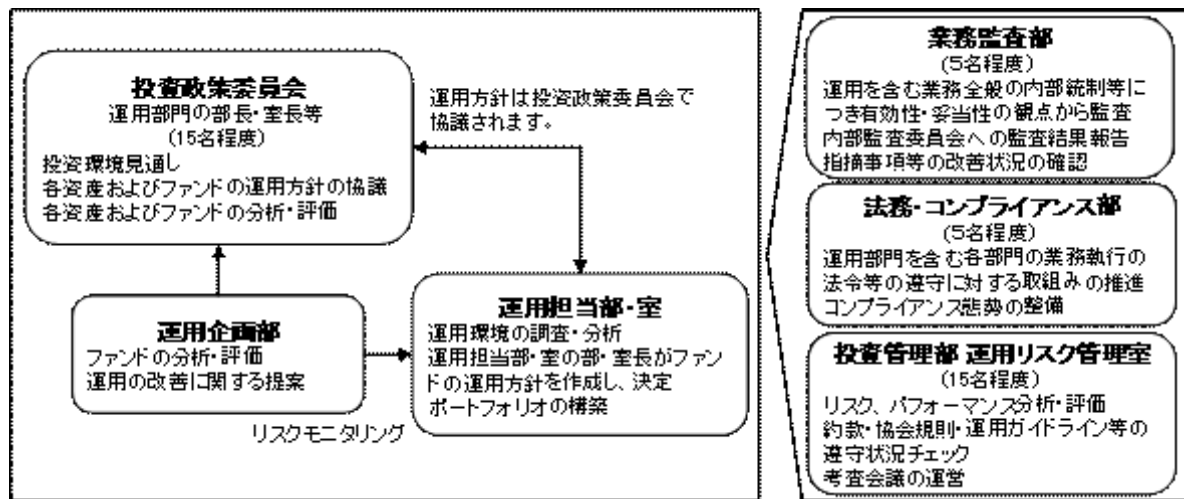 投資政策委員会
運用部門の部長・室長等
(15名程度)
投資環境見通し
各資産およびファンドの運用方針の協議
各資産およびファンドの分析・評価
運用方針は投資政策委員会で
協議されます。
運用企画部
ファンドの分析・評価
運用の改善に関する提案
運用担当部・室
運用環境の調査・分析
運用担当部・室の部・室長がファン
ドの運用方針を作成し、決定
ポートフォリオの構築
リスクモニタリング
業務監査部
(5名程度)
運用を含む業務全般の内部統制等に
つき有効性・妥当性の観点から監査
内部監査委員会への監査結果報告
指摘事項等の改善状況の確認
法務・コンプライアンス部
(5名程度)
運用部門を含む各部門の業務執行の
法令等の遵守に対する取組みの推進
コンプライアンス態勢の整備
投資管理部 運用リスク管理室
(15名程度)
リスク、パフォーマンス分析・評価
約款・協会規則・運用ガイドライン等の
遵守状況チェック
考査会議の運営